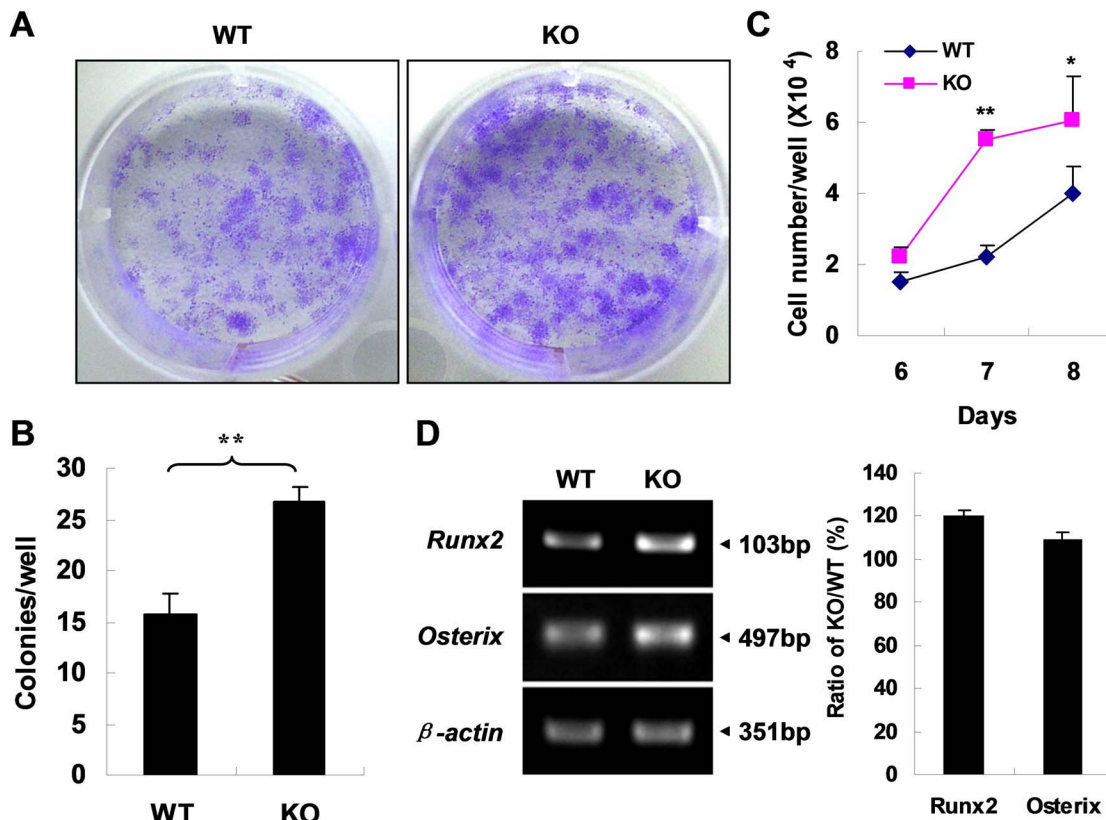 A
WT
KO
C
Cell number/well (X10 ⁴)
8
6
4
2
0
WT
KO
**
*
6
7
8
Days
B
**
Colonies/well
30
25
20
15
10
5
0
WT
KO
D
WT
KO
Runx2
103bp
Osterix
497bp
β-actin
351bp
Ratio of KO/WT (%)
140
120
100
80
60
40
20
0
Runx2
Osterix